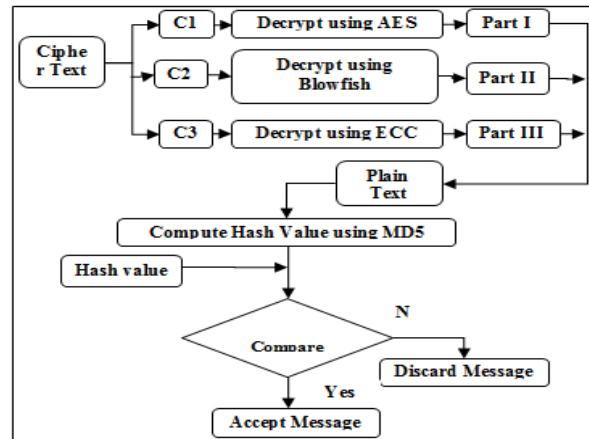 Ciphe
r Text
C1
Decrypt using AES
Part I
C2
Decrypt using
Blowfish
Part II
C3
Decrypt using ECC
Part III
Plain
Text
Compute Hash Value using MD5
Hash value
N
Compare
Discard Message
Yes
Accept Message